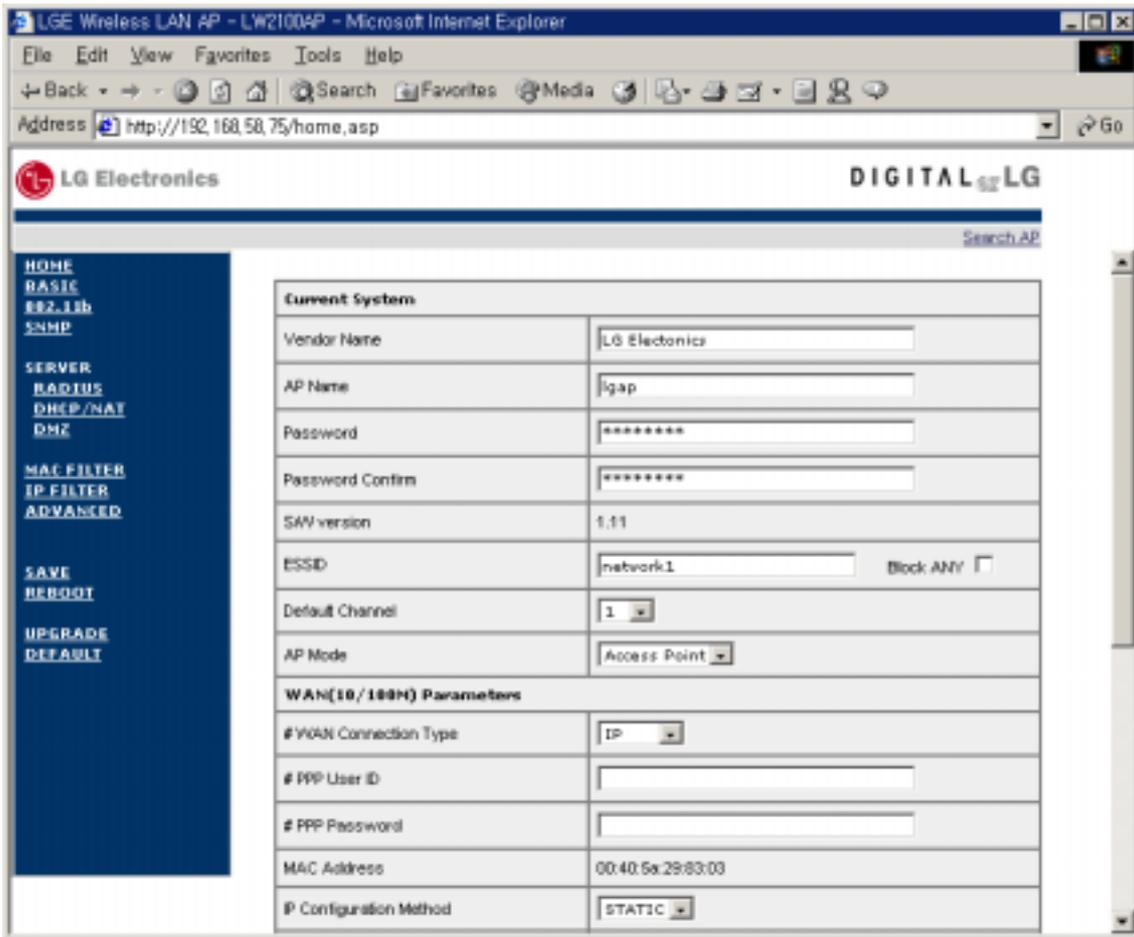 LGE Wireless LAN AP - LW2100AP - Microsoft Internet Explorer
File Edit View Favorites Tools Help
Back Search Favorites Media
Address http://192,168,58,75/home,asp Go
LG Electronics DIGITAL LG
Search AP
HOME
BASIC
802.11b
SNMP
SERVER
RADIUS
DHCP/NAT
DMZ
MAC FILTER
IP FILTER
ADVANCED
SAVE
REBOOT
UPGRADE
DEFAULT
Current System
Vendor Name LG Electonics
AP Name lgap
Password ********
Password Confirm ********
S/W version 1.11
ESSID network1 Block ANY
Default Channel 1
AP Mode Access Point
WAN(10/100M) Parameters
# WAN Connection Type IP
# PPP User ID
# PPP Password
MAC Address 00:40:5a:29:83:03
IP Configuration Method STATIC